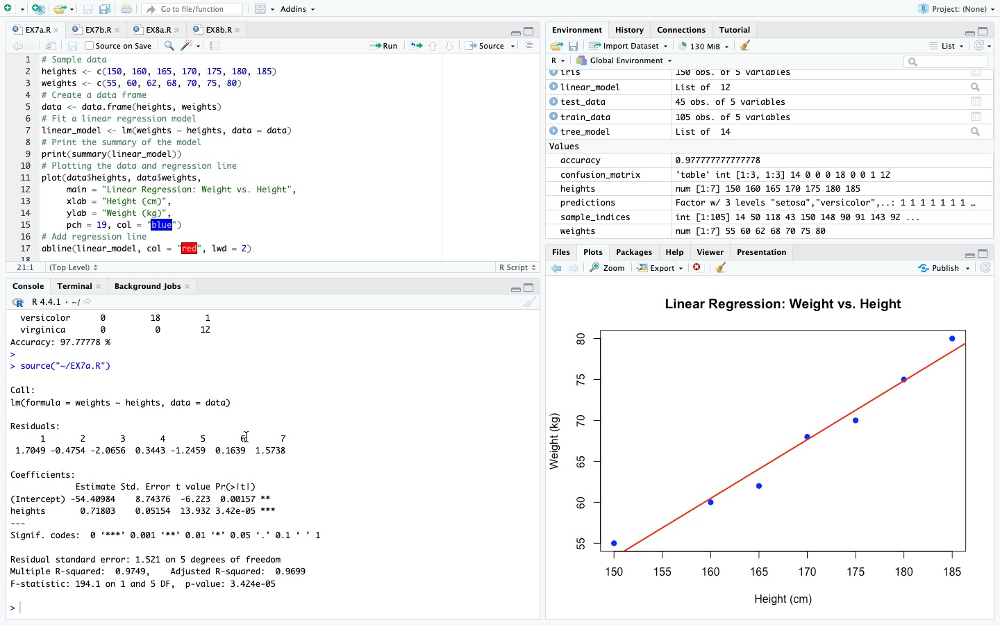 Go to file/function
Addins
Project: (None)
EX7a.R
EX7b.R
EX8a.R
EX8b.R
Source on Save
Run
Source
1 # Sample data
2 heights <- c(150, 160, 165, 170, 175, 180, 185)
3 weights <- c(55, 60, 62, 68, 70, 75, 80)
4 # Create a data frame
5 data <- data.frame(heights, weights)
6 # Fit a linear regression model
7 linear_model <- lm(weights ~ heights, data = data)
8 # Print the summary of the model
9 print(summary(linear_model))
10 # Plotting the data and regression line
11 plot(data$heights, data$weights,
12      main = "Linear Regression: Weight vs. Height",
13      xlab = "Height (cm)",
14      ylab = "Weight (kg)",
15      pch = 19, col = "blue")
16 # Add regression line
17 abline(linear_model, col = "red", lwd = 2)
18
21:1 (Top Level) R Script
Console Terminal Background Jobs
R 4.4.1 · ~/
versicolor 0 18 1
virginica 0 0 12
Accuracy: 97.77778 %
>
> source("~/EX7a.R")
Call:
lm(formula = weights ~ heights, data = data)
Residuals:
1 2 3 4 5 6 7
1.7049 -0.4754 -2.0656 0.3443 -1.2459 0.1639 1.5738
Coefficients:
Estimate Std. Error t value Pr(>|t|)
(Intercept) -54.40984 8.74376 -6.223 0.00157 **
heights 0.71803 0.05154 13.932 3.42e-05 ***
---
Signif. codes: 0 ‘***’ 0.001 ‘**’ 0.01 ‘*’ 0.05 ‘.’ 0.1 ‘ ’ 1
Residual standard error: 1.521 on 5 degrees of freedom
Multiple R-squared: 0.9749, Adjusted R-squared: 0.9699
F-statistic: 194.1 on 1 and 5 DF, p-value: 3.424e-05
>
Environment History Connections Tutorial
Import Dataset 130 MiB List
R Global Environment
iris 150 obs. of 5 variables
linear_model List of 12
test_data 45 obs. of 5 variables
train_data 105 obs. of 5 variables
tree_model List of 14
Values
accuracy 0.977777777777778
confusion_matrix 'table' int [1:3, 1:3] 14 0 0 0 18 0 0 1 12
heights num [1:7] 150 160 165 170 175 180 185
predictions Factor w/ 3 levels "setosa","versicolor",..: 1 1 1 1 1 1 1 …
sample_indices int [1:105] 14 50 118 43 150 148 90 91 143 92 ...
weights num [1:7] 55 60 62 68 70 75 80
Files Plots Packages Help Viewer Presentation
Zoom Export Publish
Linear Regression: Weight vs. Height
Weight (kg)
80
75
70
65
60
55
150 155 160 165 170 175 180 185
Height (cm)